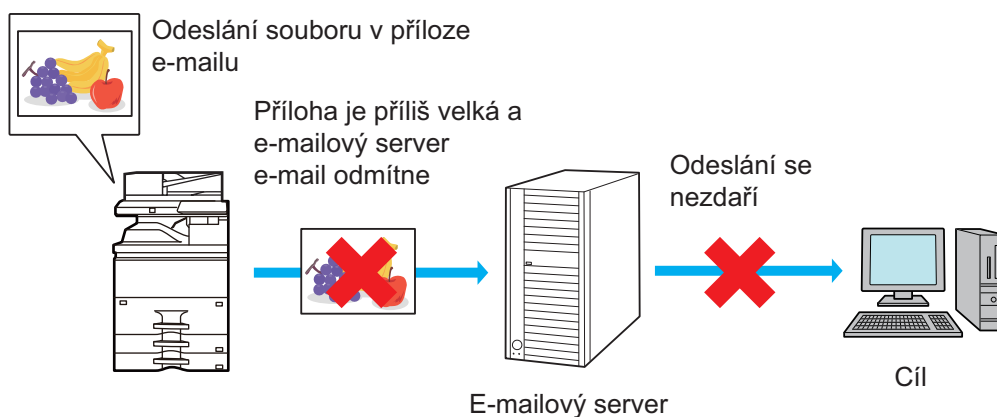 Odeslání souboru v příloze
e-mailu
Příloha je příliš velká a
e-mailový server
e-mail odmítne
Odeslání se
nezdaří
Cíl
E-mailový server